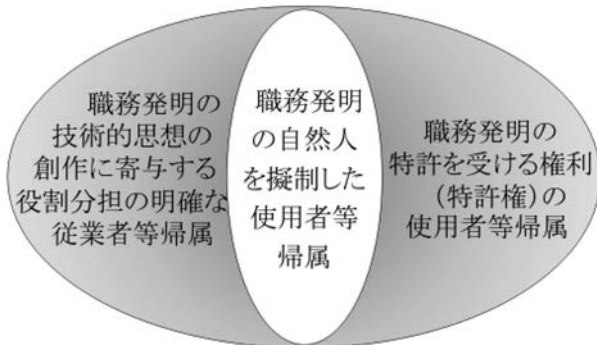 職務発明の
技術的思想の
創作に寄与する
役割分担の明確な
従業者等帰属
職務発明
の自然人
を擬制した
使用者等
帰属
職務発明の
特許を受ける権利
（特許権）の
使用者等帰属